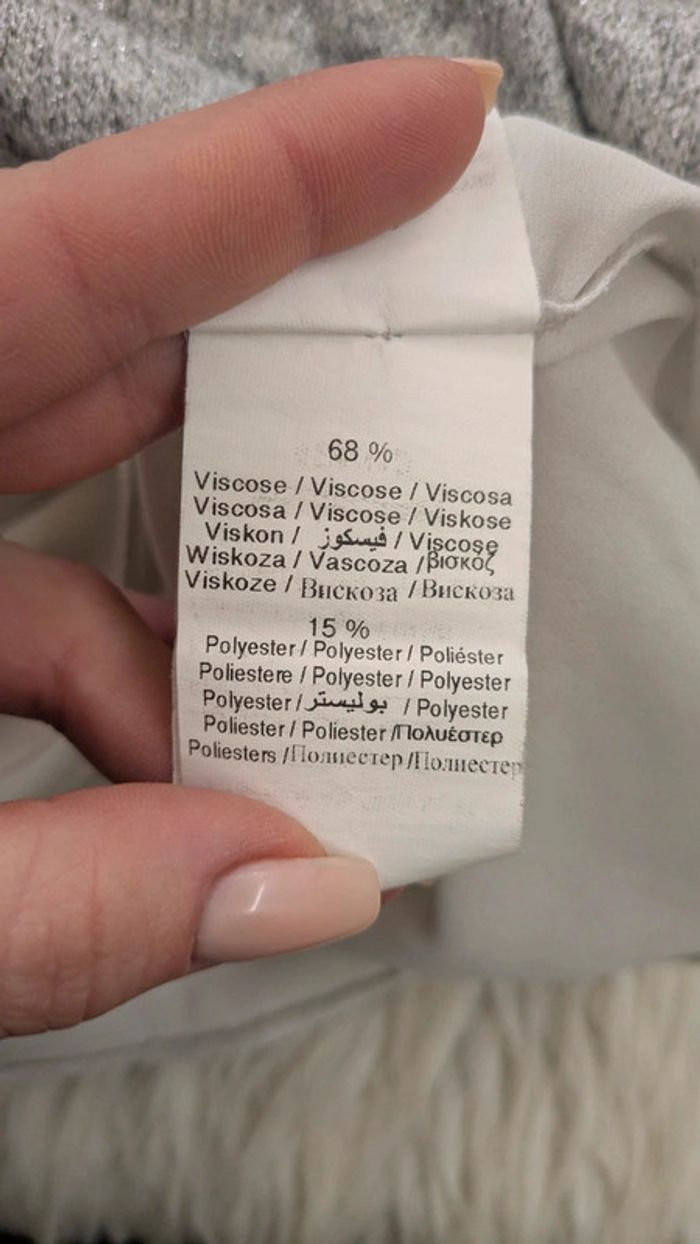 68 %
Viscose / Viscose / Viscosa
Viscosa / Viscose / Viskose
Viskon / فيسكوز / Viscose
Wiskoza / Vascoza /βισκόζ
Viskoze / Вискоза / Вискоза
15 %
Polyester / Polyester / Poliéster
Poliestere / Polyester / Polyester
Polyester / بوليستر / Polyester
Poliester / Poliester /Πολυέστερ
Poliesters /Полиестер /Полиестер